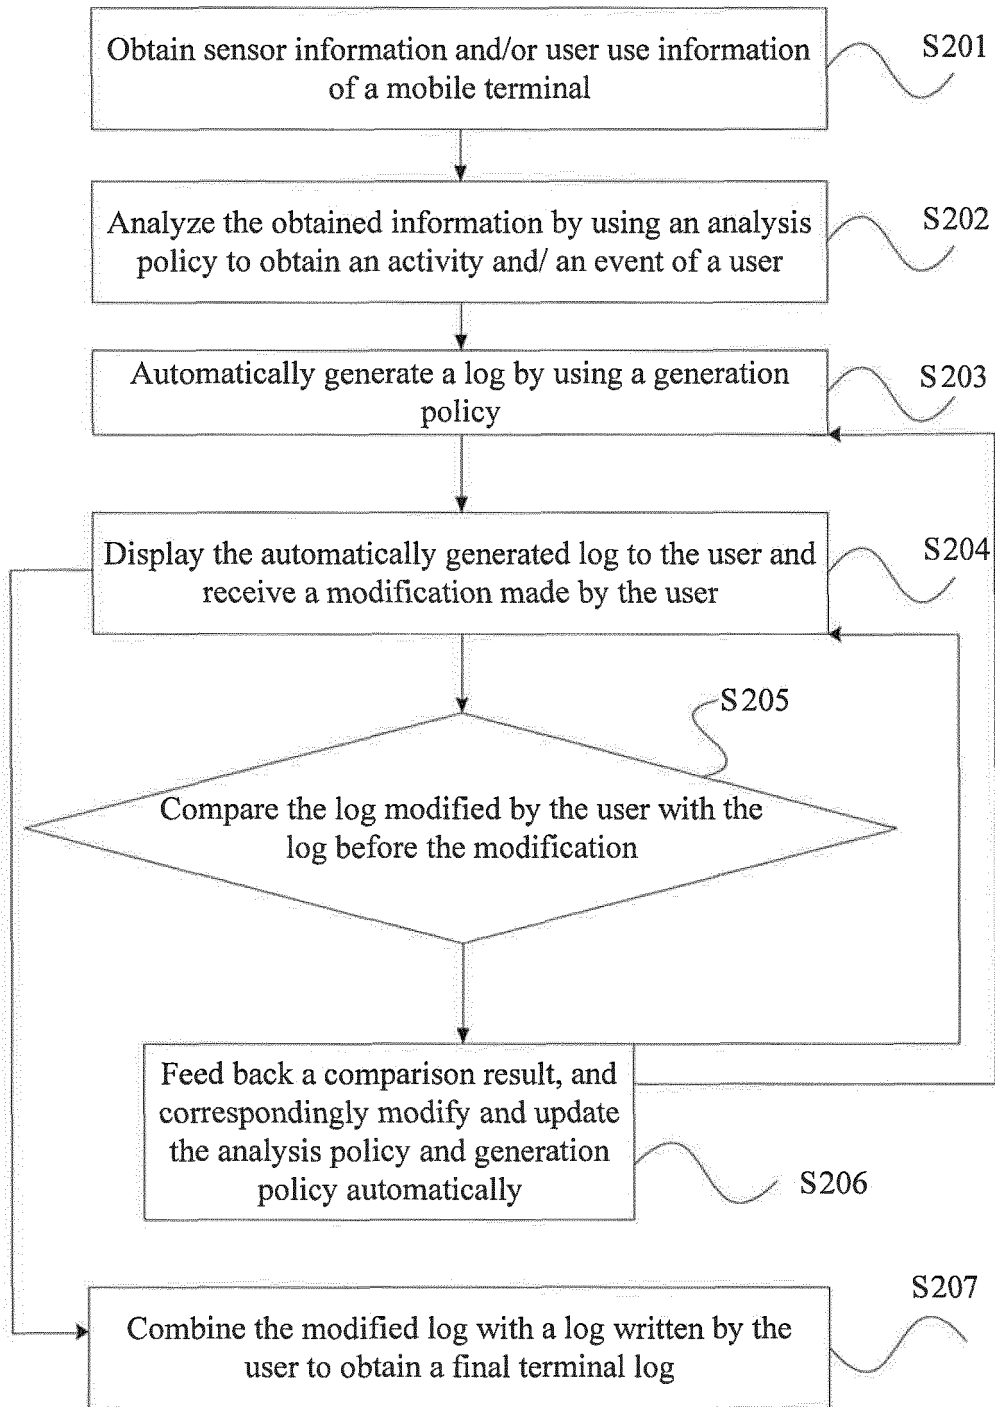 Obtain sensor information and/or user use information
of a mobile terminal
S201
Analyze the obtained information by using an analysis
policy to obtain an activity and/ an event of a user
S202
Automatically generate a log by using a generation
policy
S203
Display the automatically generated log to the user and
receive a modification made by the user
S204
S205
Compare the log modified by the user with the
log before the modification
Feed back a comparison result, and
correspondingly modify and update
the analysis policy and generation
policy automatically
S206
S207
Combine the modified log with a log written by the
user to obtain a final terminal log